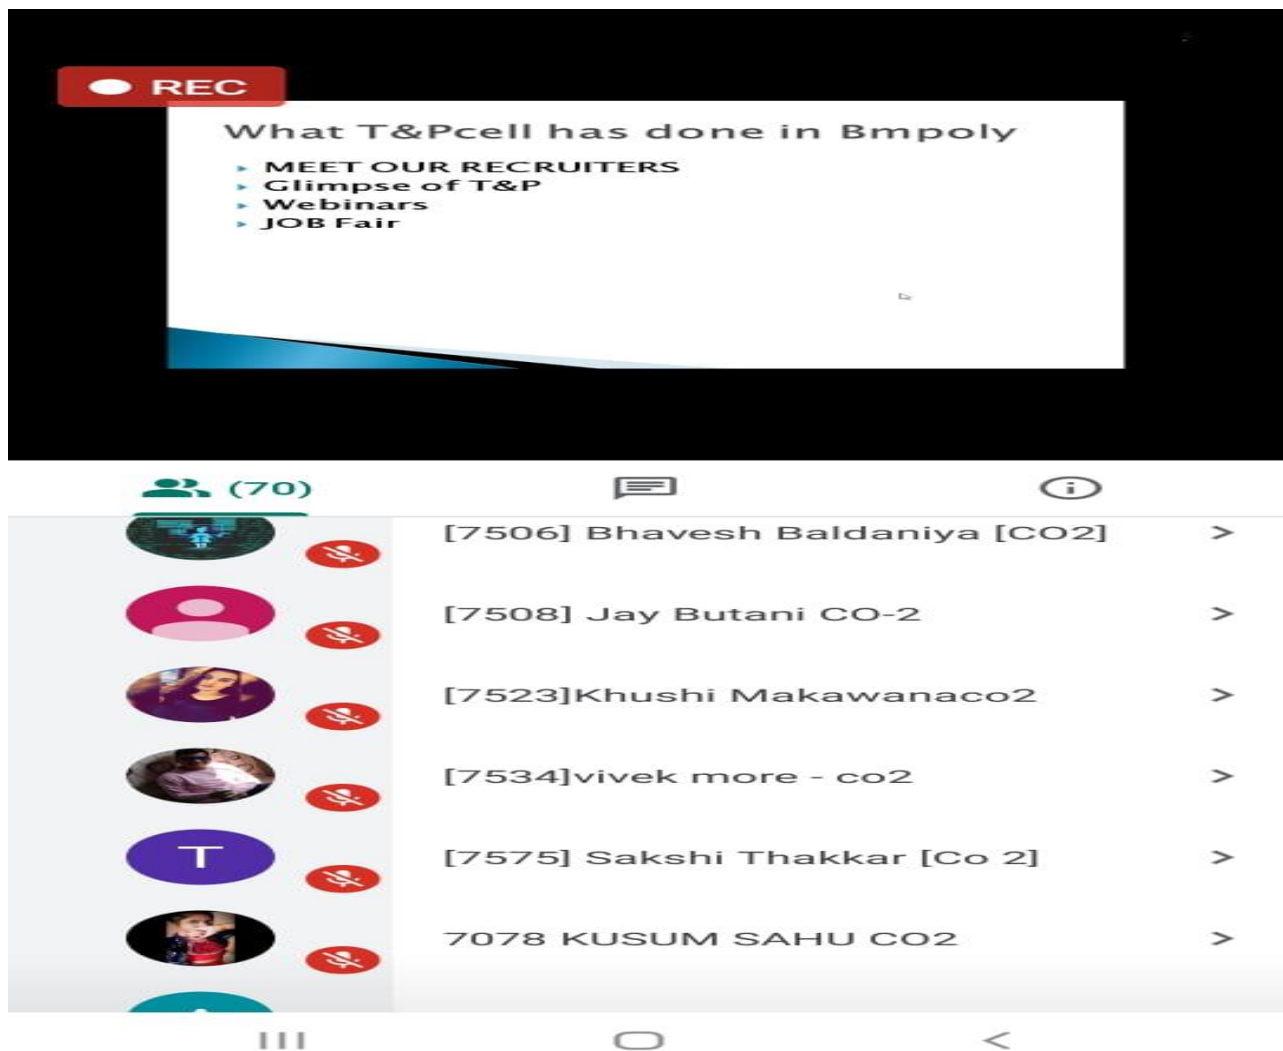 REC
What T&Pcell has done in Bmpoly
MEET OUR RECRUITERS
Glimpse of T&P
Webinars
JOB Fair
(70)
[7506] Bhavesh Baldaniya [CO2]
[7508] Jay Butani CO-2
[7523]Khushi Makawanaco2
[7534]vivek more - co2
T
[7575] Sakshi Thakkar [Co 2]
7078 KUSUM SAHU CO2